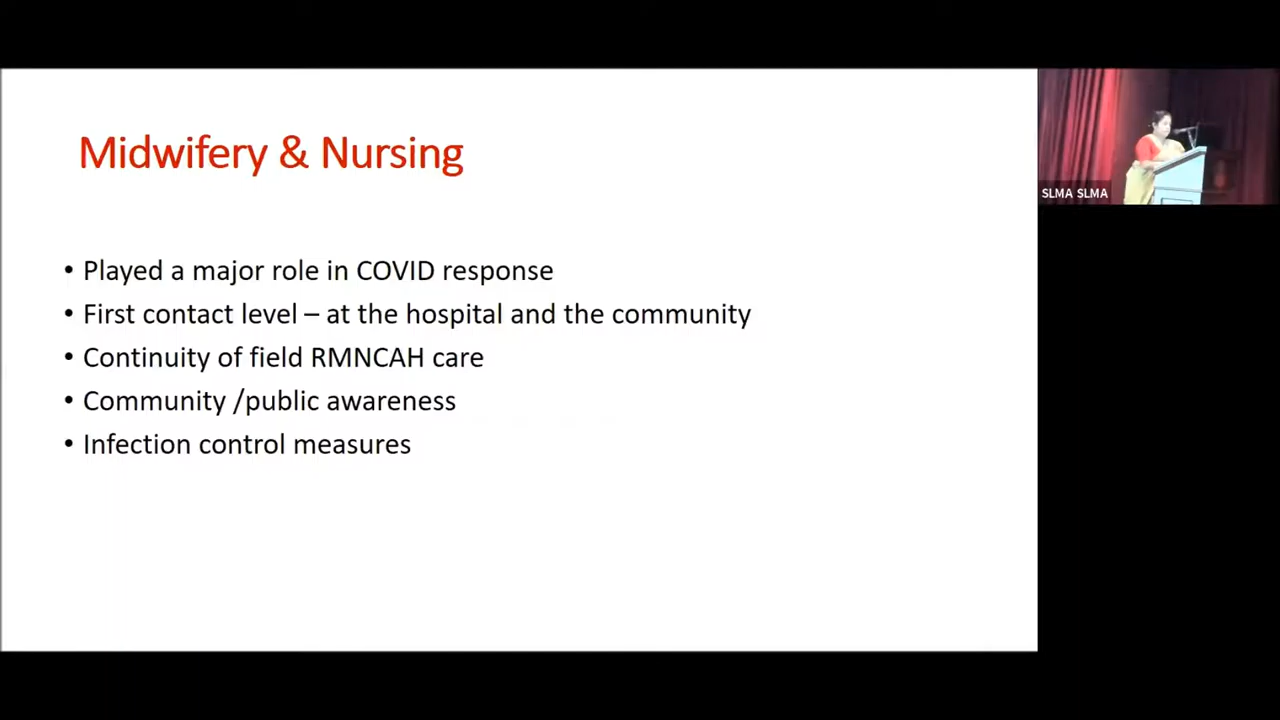 Midwifery & Nursing
• Played a major role in COVID response
• First contact level – at the hospital and the community
• Continuity of field RMNCAH care
• Community /public awareness
• Infection control measures
SLMA SLMA